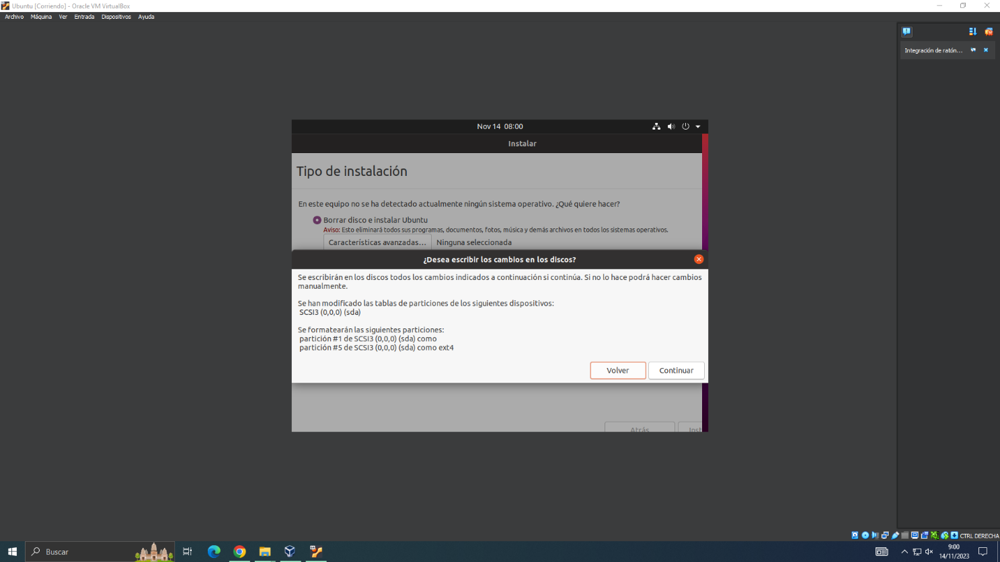 Ubuntu [Corriendo] - Oracle VM VirtualBox
Archivo Máquina Ver Entrada Dispositivos Ayuda
Integración de ratón...
Nov 14 08:00
Instalar
Tipo de instalación
En este equipo no se ha detectado actualmente ningún sistema operativo. ¿Qué quiere hacer?
Borrar disco e instalar Ubuntu
Aviso: Esto eliminará todos sus programas, documentos, fotos, música y demás archivos en todos los sistemas operativos.
Características avanzadas... Ninguna seleccionada
¿Desea escribir los cambios en los discos?
Se escribirán en los discos todos los cambios indicados a continuación si continúa. Si no lo hace podrá hacer cambios
manualmente.
Se han modificado las tablas de particiones de los siguientes dispositivos:
SCSI3 (0,0,0) (sda)
Se formatearán las siguientes particiones:
partición #1 de SCSI3 (0,0,0) (sda) como
partición #5 de SCSI3 (0,0,0) (sda) como ext4
Volver Continuar
Atrás Inst
CTRL DERECHA
Buscar
9:00
14/11/2023